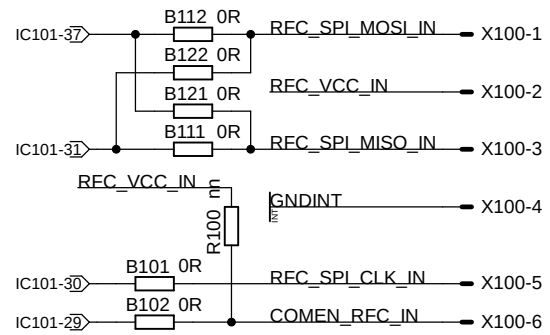 B112 0R
IC101-37 RFC_SPI_MOSI_IN X100-1
B122 0R
RFC_VCC_IN X100-2
B121 0R
B111 0R
IC101-31 RFC_SPI_MISO_IN X100-3
RFC_VCC_IN
R100 nn
GNDINT X100-4
INT
B101 0R
IC101-30 RFC_SPI_CLK_IN X100-5
B102 0R
IC101-29 COMEN_RFC_IN X100-6